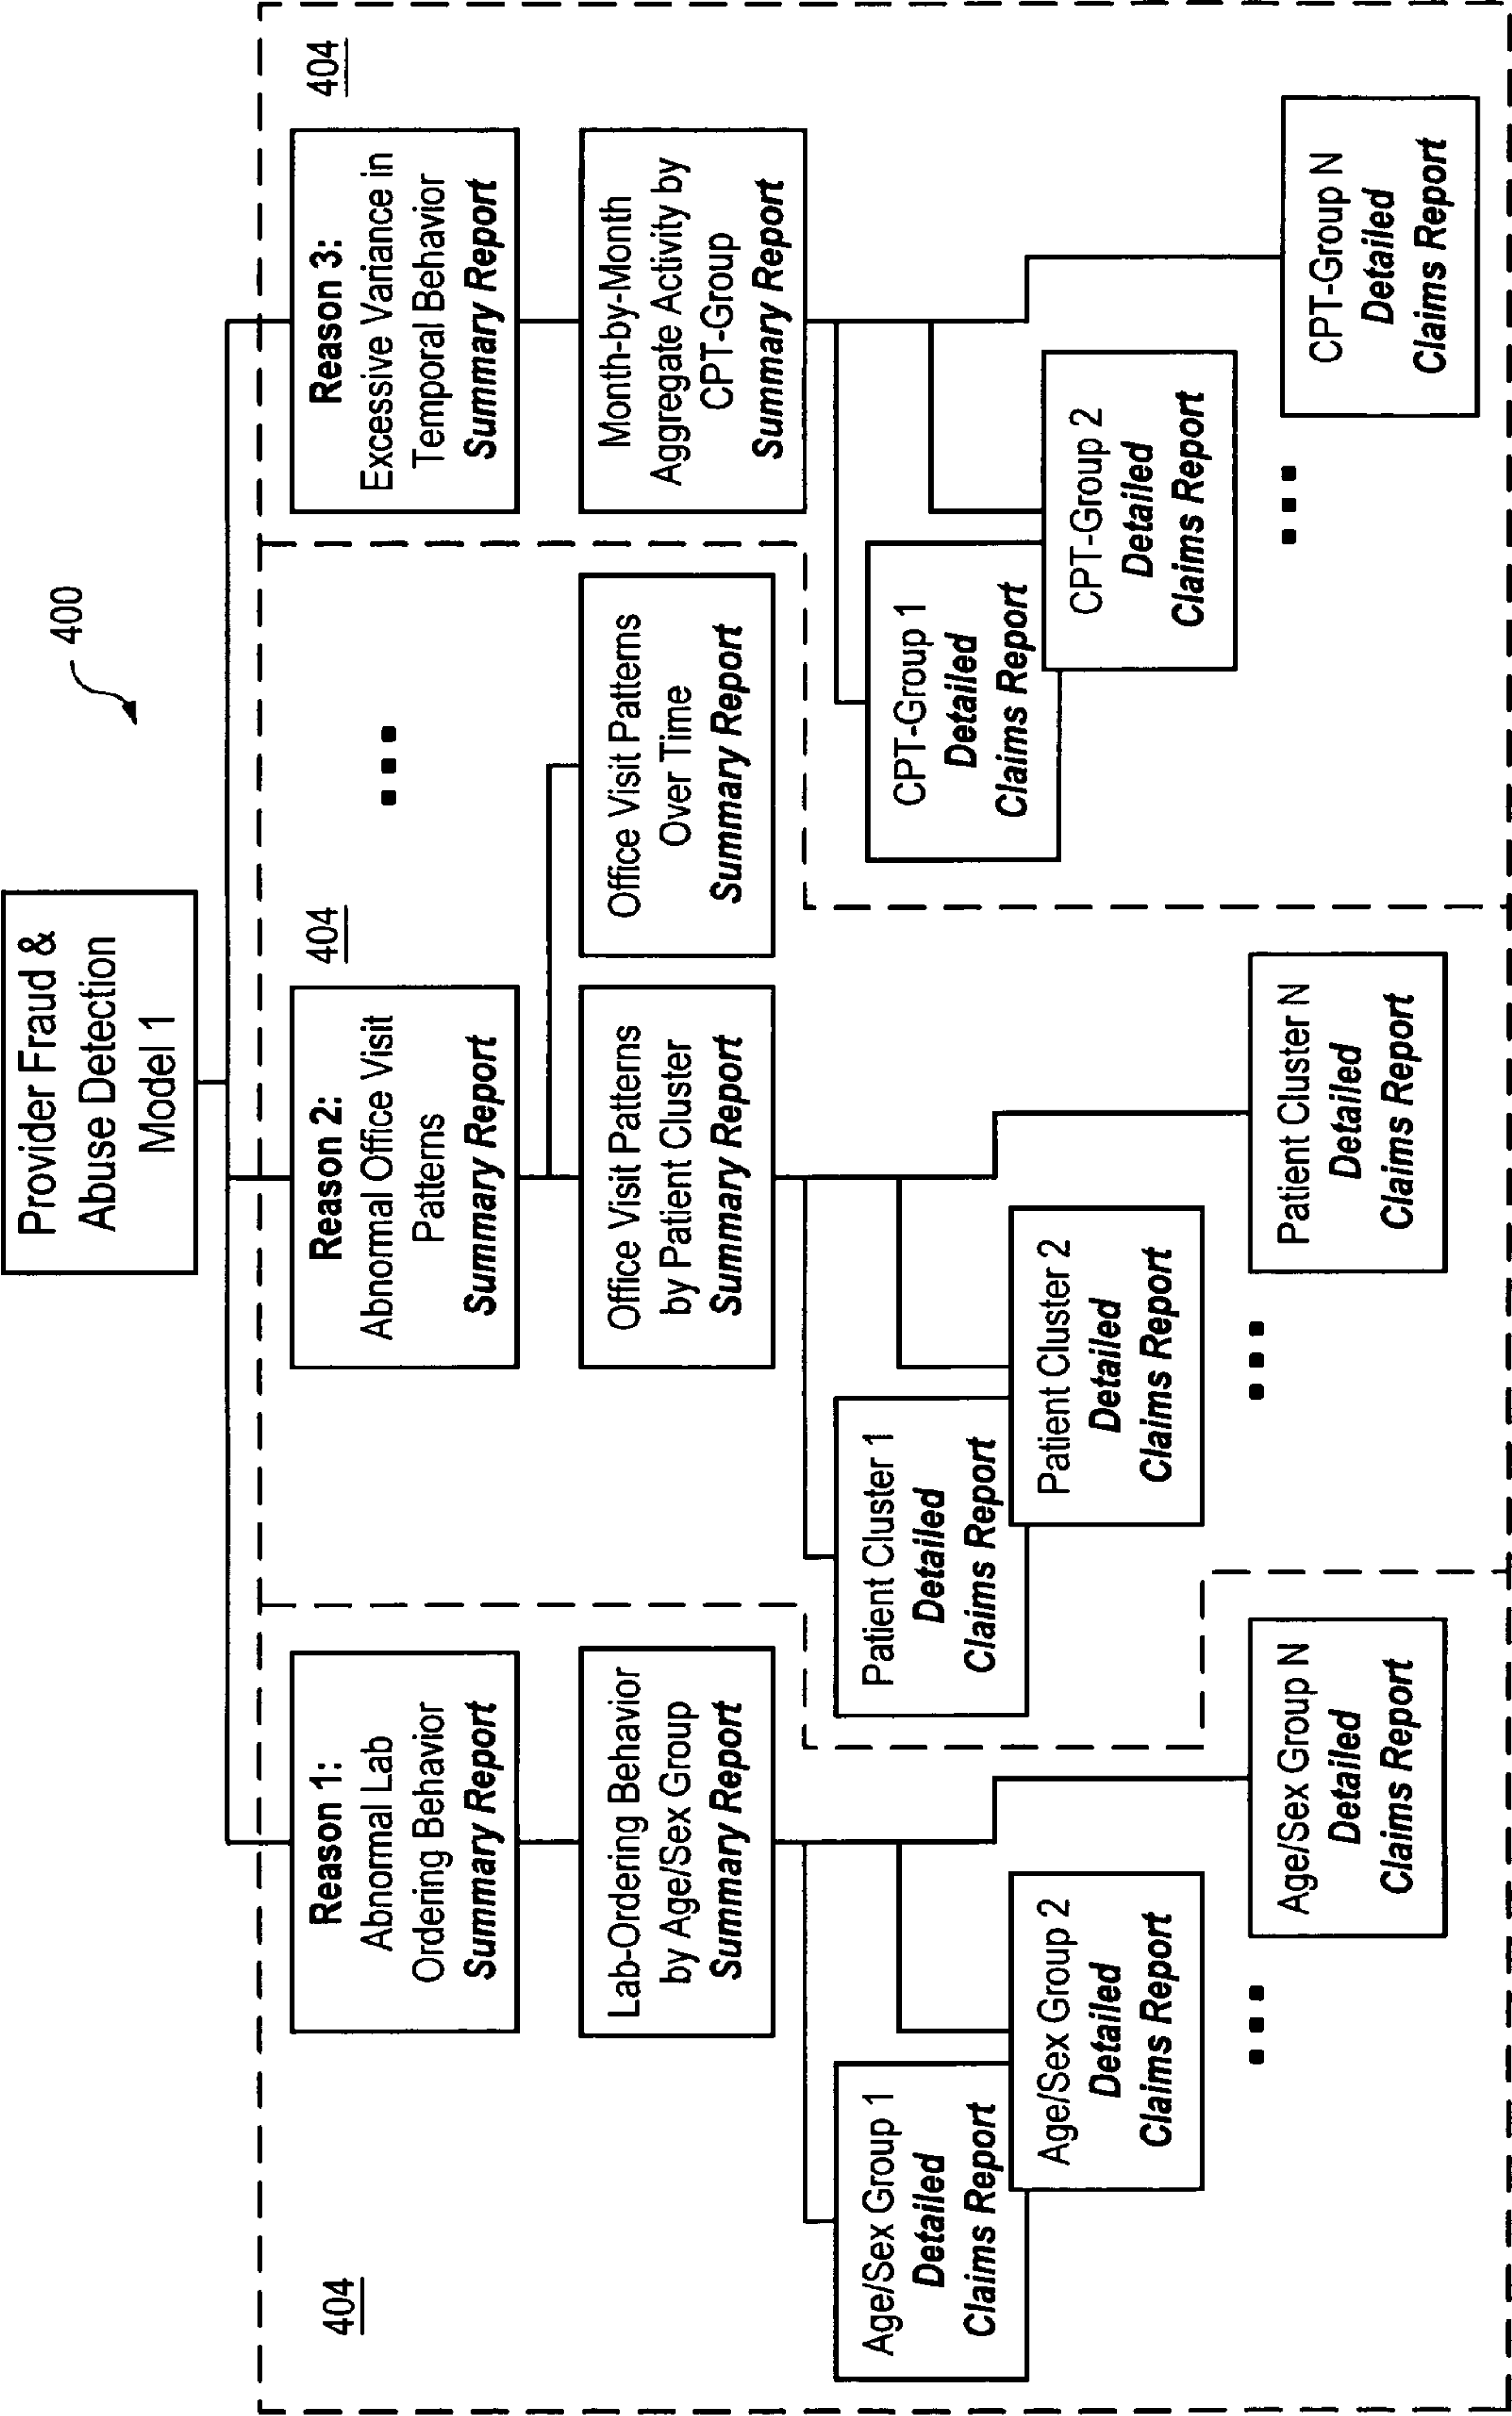 400
Provider Fraud &
Abuse Detection
Model 1
404
Reason 1:
Abnormal Lab
Ordering Behavior
Summary Report
Lab-Ordering Behavior
by Age/Sex Group
Summary Report
Age/Sex Group 1
Detailed
Claims Report
Age/Sex Group 2
Detailed
Claims Report
Age/Sex Group N
Detailed
Claims Report
404
Reason 2:
Abnormal Office Visit
Patterns
Summary Report
Office Visit Patterns
by Patient Cluster
Summary Report
Office Visit Patterns
Over Time
Summary Report
Patient Cluster 1
Detailed
Claims Report
Patient Cluster 2
Detailed
Claims Report
Patient Cluster N
Detailed
Claims Report
404
Reason 3:
Excessive Variance in
Temporal Behavior
Summary Report
Month-by-Month
Aggregate Activity by
CPT-Group
Summary Report
CPT-Group 1
Detailed
Claims Report
CPT-Group 2
Detailed
Claims Report
CPT-Group N
Detailed
Claims Report